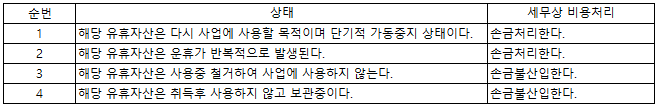 순번 상태 세무상 비용처리
1 해당 유휴자산은 다시 사업에 사용할 목적이며 단기적 가동중지 상태이다. 손금처리한다.
2 해당 유휴자산은 운휴가 반복적으로 발생된다. 손금처리한다.
3 해당 유휴자산은 사용중 철거하여 사업에 사용하지 않는다. 손금불산입한다.
4 해당 유휴자산은 취득후 사용하지 않고 보관중이다. 손금불산입한다.